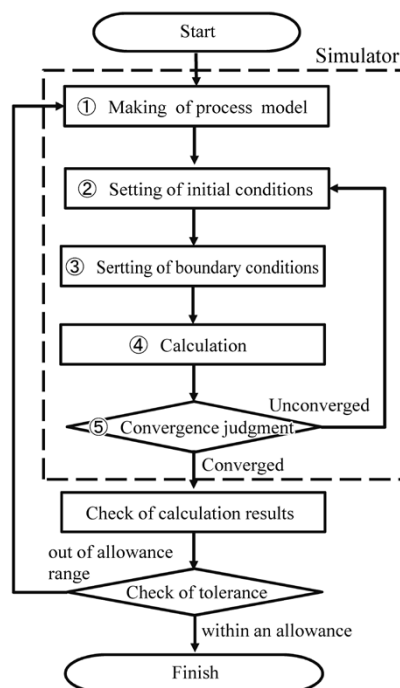 Start
Simulator
① Making of process model
② Setting of initial conditions
③ Sertting of boundary conditions
④ Calculation
Unconverged
⑤ Convergence judgment
Converged
Check of calculation results
out of allowance
range
Check of tolerance
within an allowance
Finish